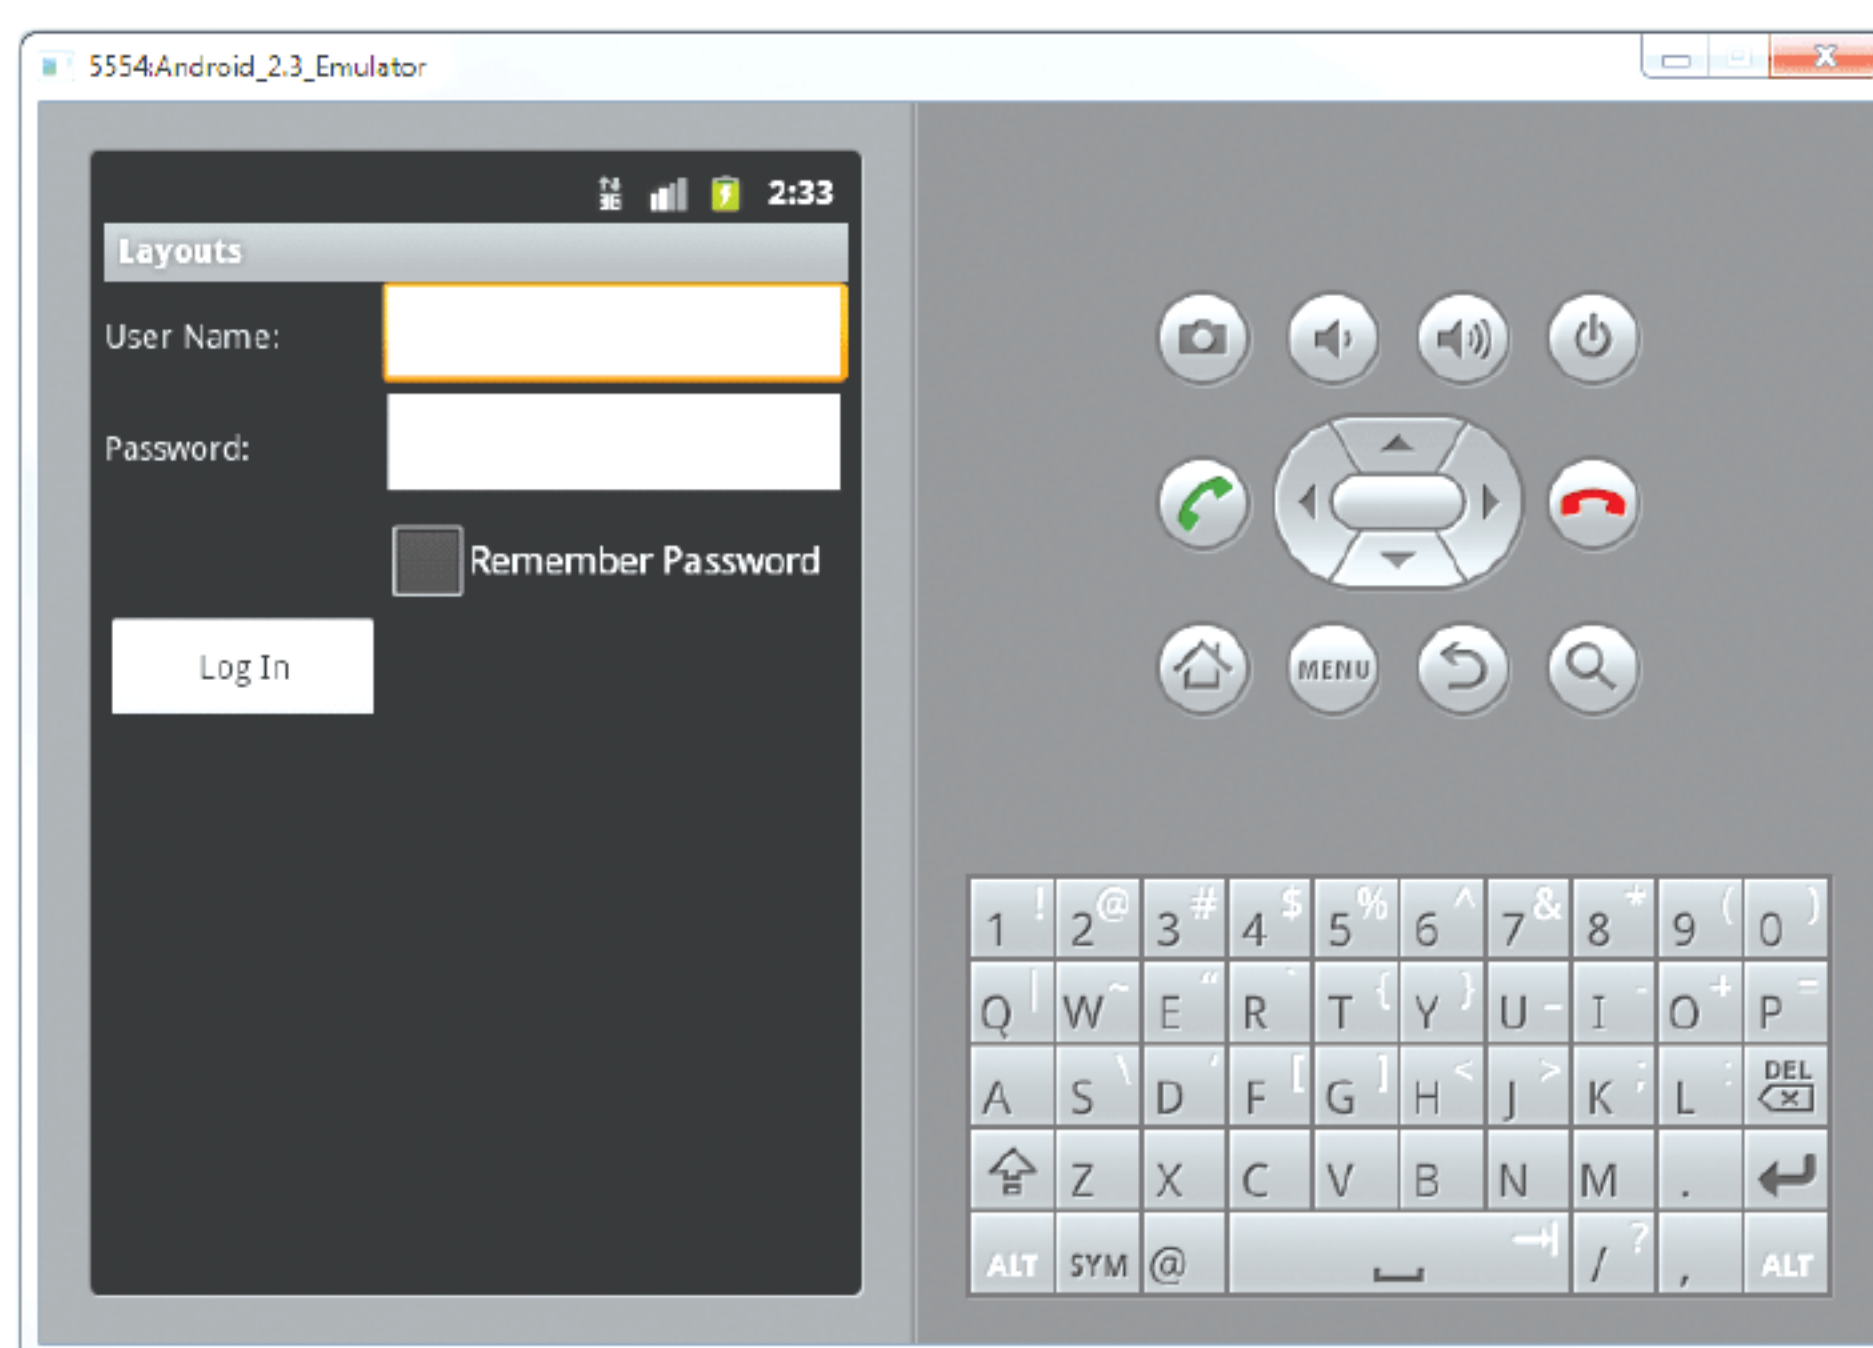 5554:Android_2.3_Emulator
2:33
Layouts
User Name:
Password:
Remember Password
Log In
MENU
1 ! 2 @ 3 # 4 $ 5 % 6 ^ 7 & 8 * 9 ( 0 )
Q | W ~ E “ R ` T { Y } U _ I - O + P =
A S \ D ' F [ G ] H < J > K ; L : DEL
Z X C V B N M .
ALT SYM @ / ? , ALT